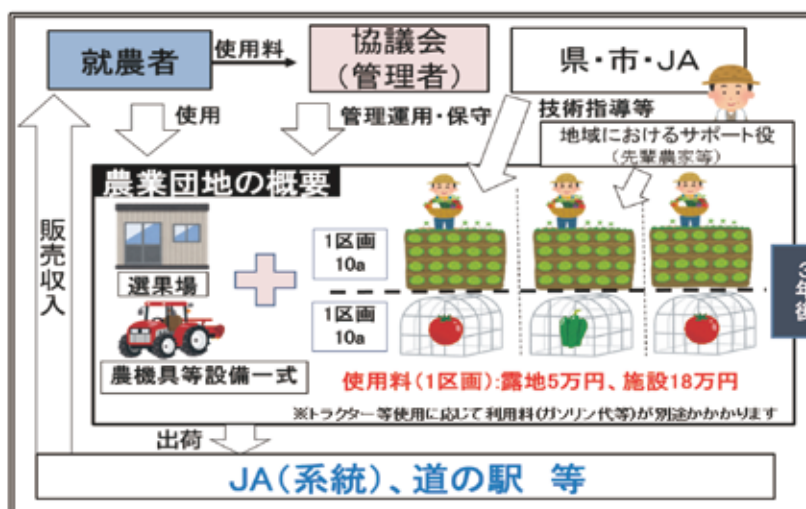 就農者
使用料
協議会
(管理者)
県・市・JA
使用
管理運用・保守
技術指導等
地域におけるサポート役
(先輩農家等)
農業団地の概要
販売収入
1区画
10a
選果場
1区画
10a
農機具等設備一式
3年後
使用料(1区画):露地5万円、施設18万円
※トラクター等使用に応じて利用料(ガソリン代等)が別途かかかります
出荷
JA(系統)、道の駅 等